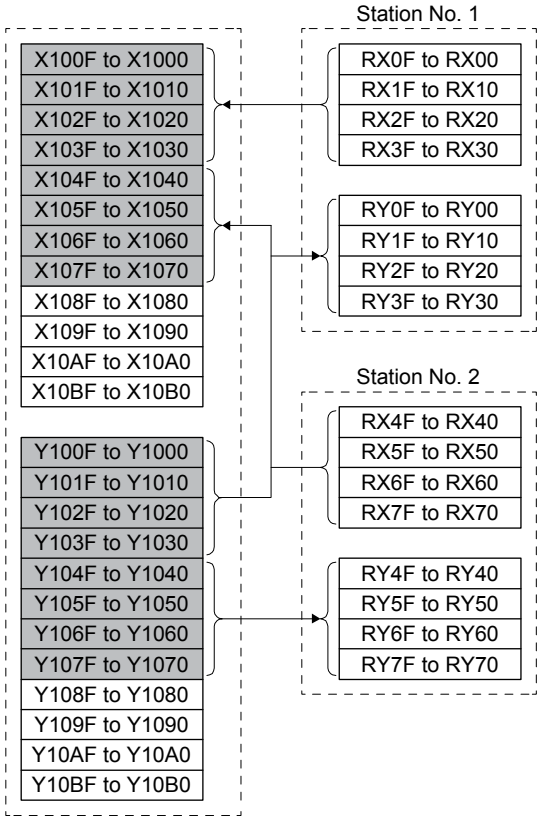 X100F to X1000
X101F to X1010
X102F to X1020
X103F to X1030
X104F to X1040
X105F to X1050
X106F to X1060
X107F to X1070
X108F to X1080
X109F to X1090
X10AF to X10A0
X10BF to X10B0
Y100F to Y1000
Y101F to Y1010
Y102F to Y1020
Y103F to Y1030
Y104F to Y1040
Y105F to Y1050
Y106F to Y1060
Y107F to Y1070
Y108F to Y1080
Y109F to Y1090
Y10AF to Y10A0
Y10BF to Y10B0
Station No. 1
RX0F to RX00
RX1F to RX10
RX2F to RX20
RX3F to RX30
RY0F to RY00
RY1F to RY10
RY2F to RY20
RY3F to RY30
Station No. 2
RX4F to RX40
RX5F to RX50
RX6F to RX60
RX7F to RX70
RY4F to RY40
RY5F to RY50
RY6F to RY60
RY7F to RY70